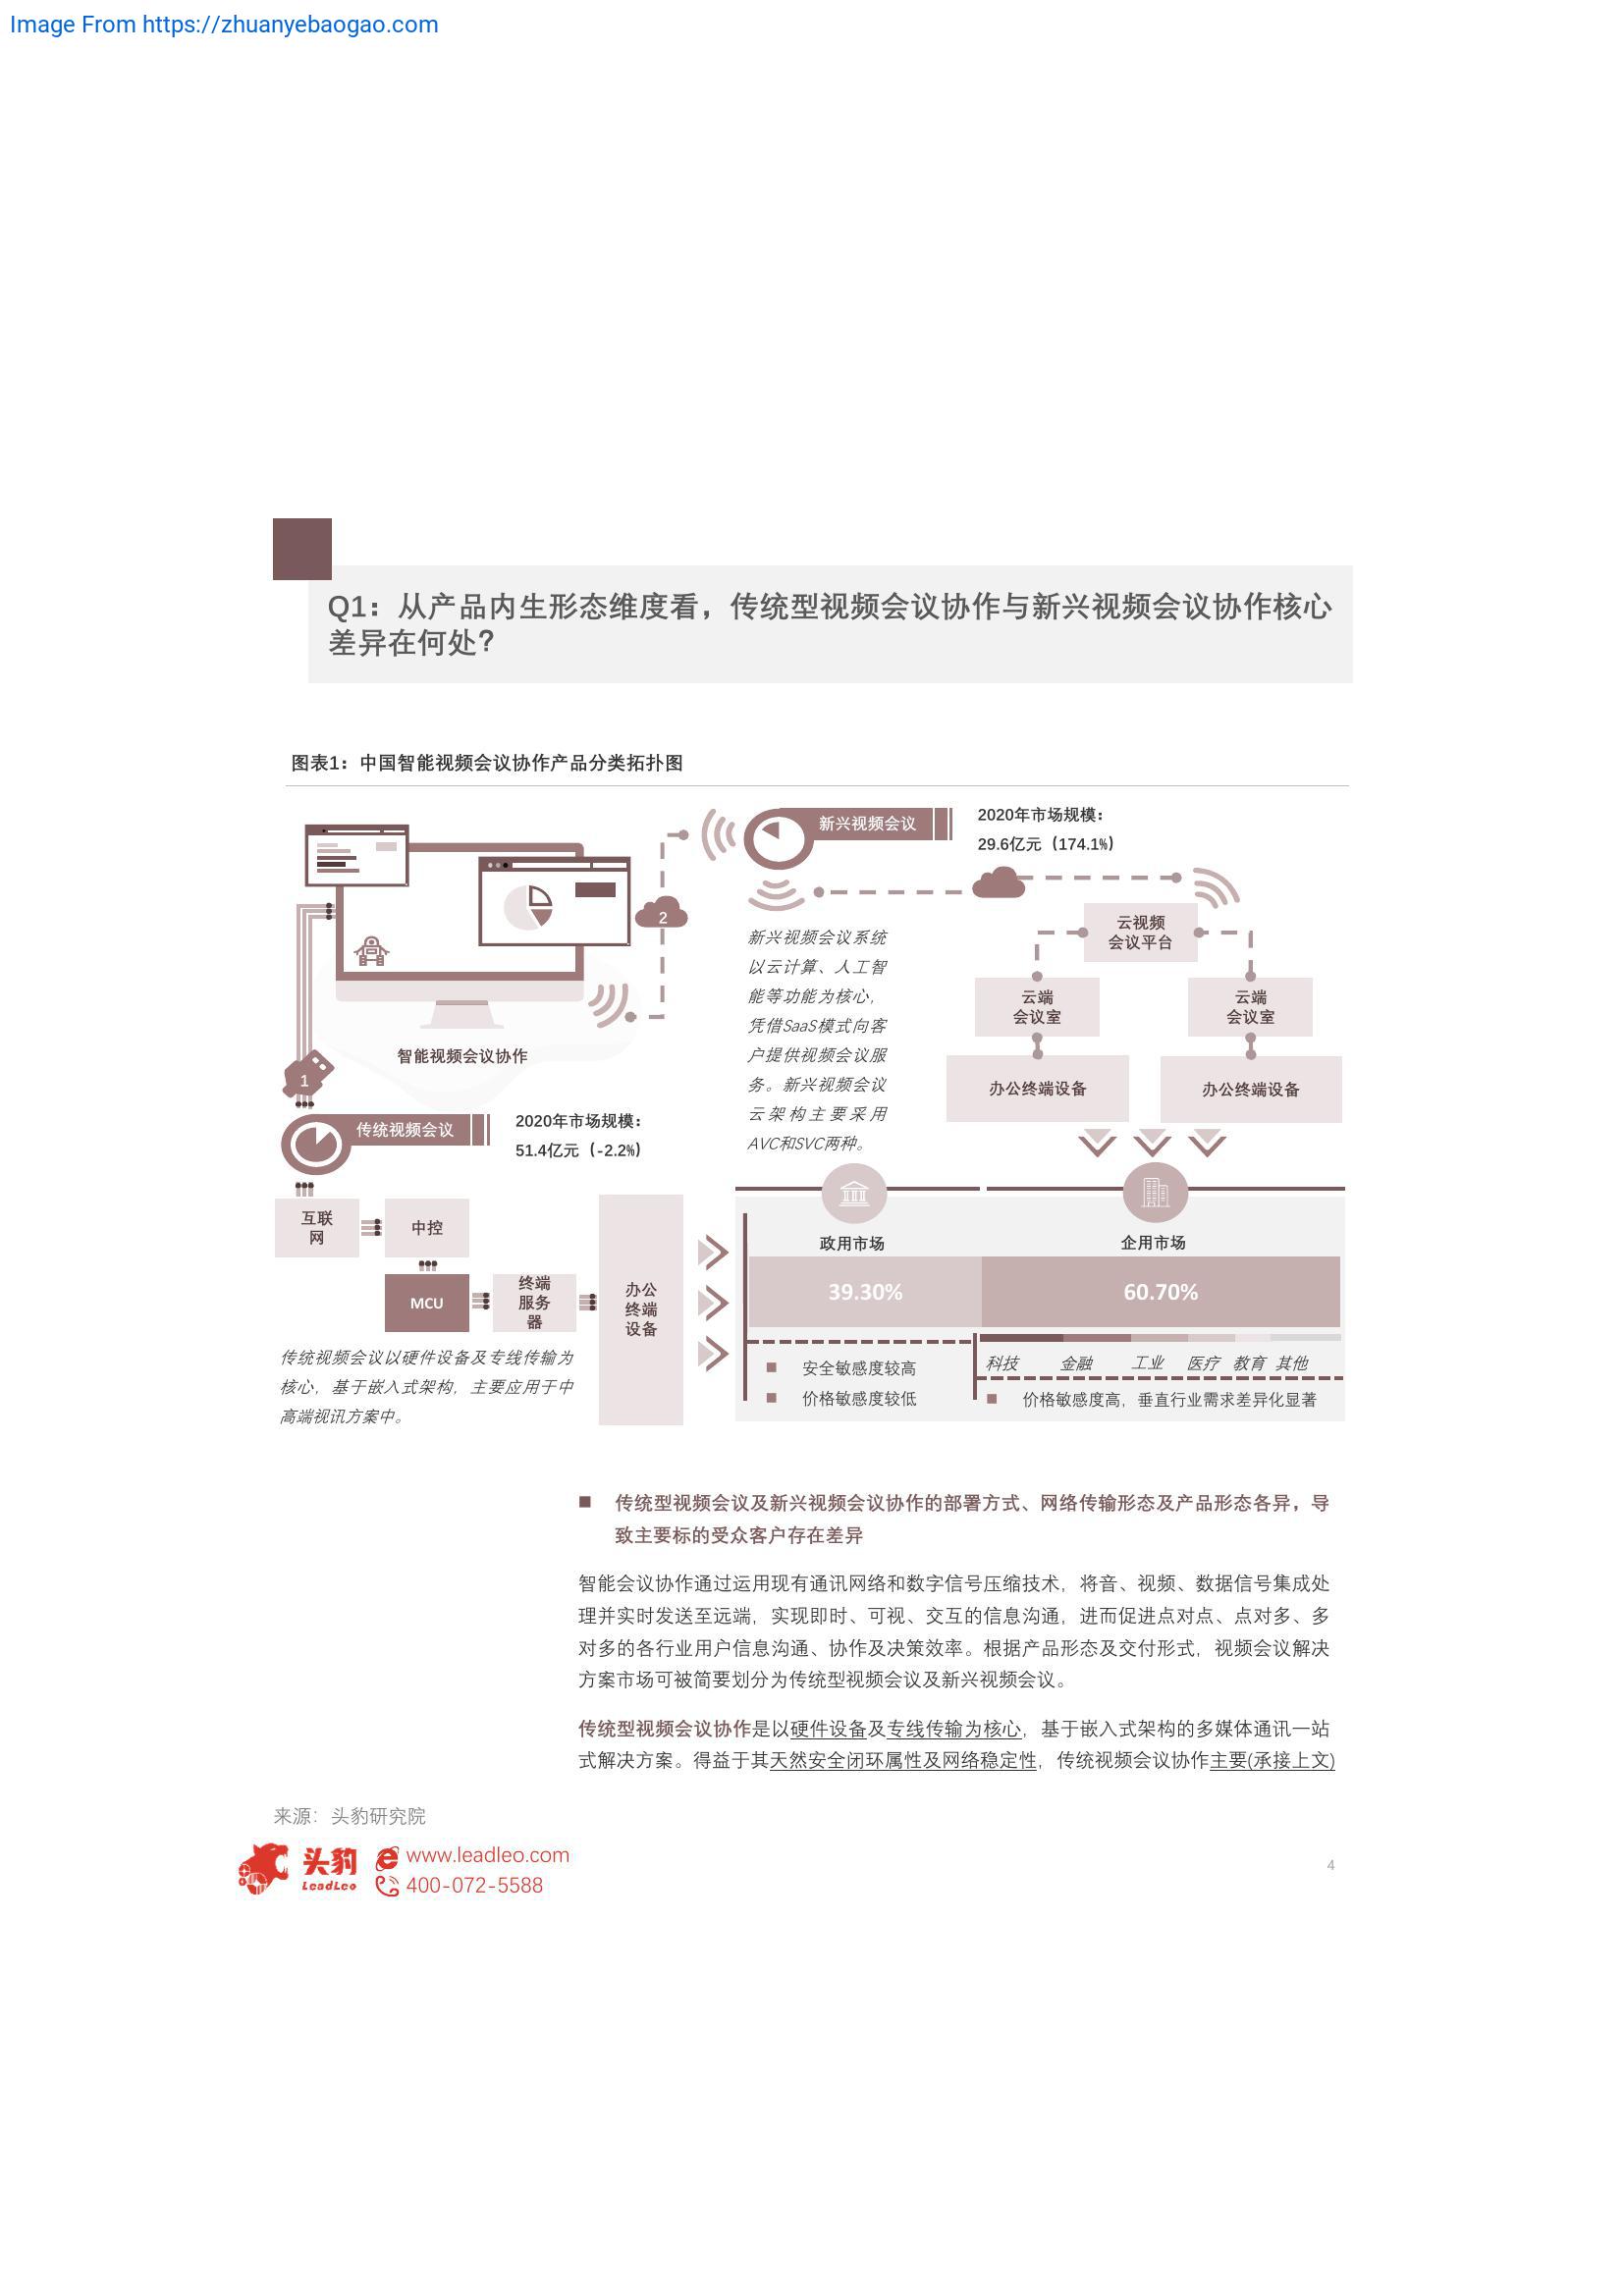 Image From https://zhuanyebaogao.com
Q1：从产品内生形态维度看，传统型视频会议协作与新兴视频会议协作核心
差异在何处?
图表1：中国智能视频会议协作产品分类拓扑图
新兴视频会议
2020年市场规模：
29.6亿元（174.1%）
2
云视频
会议平台
云端
会议室
云端
会议室
办公终端设备
办公终端设备
新兴视频会议系统
以云计算、人工智
能等功能为核心，
凭借SaaS模式向客
户提供视频会议服
务。新兴视频会议
云架构主要采用
AVC和SVC两种。
智能视频会议协作
1
传统视频会议
2020年市场规模：
51.4亿元（-2.2%）
互联
网
中控
MCU
终端
服务
器
办公
终端
设备
传统视频会议以硬件设备及专线传输为
核心，基于嵌入式架构，主要应用于中
高端视讯方案中。
政用市场
企用市场
39.30%
60.70%
科技 金融 工业 医疗 教育 其他
■ 安全敏感度较高
■ 价格敏感度较低
■ 价格敏感度高，垂直行业需求差异化显著
■ 传统型视频会议及新兴视频会议协作的部署方式、网络传输形态及产品形态各异，导
致主要标的受众客户存在差异
智能会议协作通过运用现有通讯网络和数字信号压缩技术，将音、视频、数据信号集成处
理并实时发送至远端，实现即时、可视、交互的信息沟通，进而促进点对点、点对多、多
对多的各行业用户信息沟通、协作及决策效率。根据产品形态及交付形式，视频会议解决
方案市场可被简要划分为传统型视频会议及新兴视频会议。
传统型视频会议协作是以硬件设备及专线传输为核心，基于嵌入式架构的多媒体通讯一站
式解决方案。得益于其天然安全闭环属性及网络稳定性，传统视频会议协作主要(承接上文)
来源：头豹研究院
头豹
LeadLeo
www.leadleo.com
400-072-5588
4